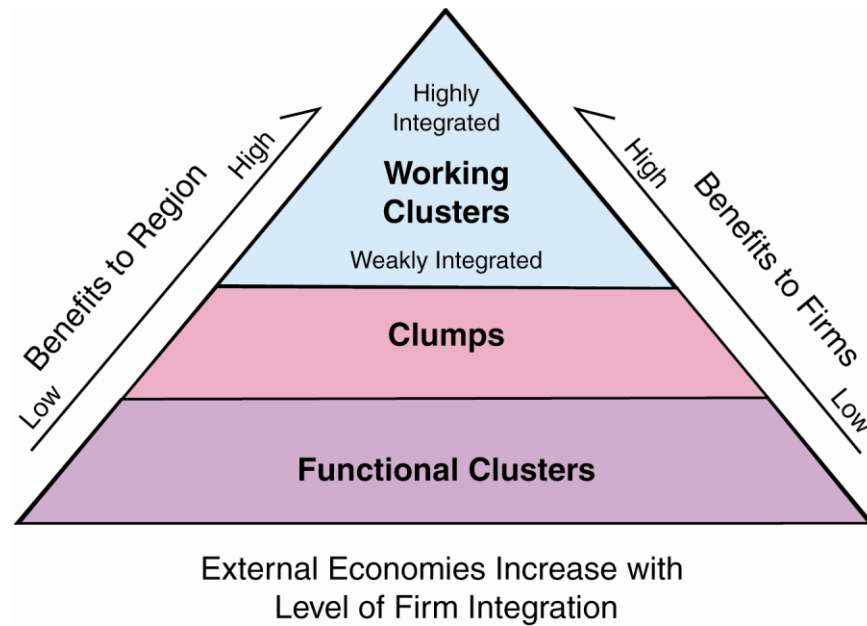 Highly
Integrated
Working
Clusters
Weakly Integrated
Clumps
Functional Clusters
Benefits to Region
Low
High
Benefits to Firms
High
Low
External Economies Increase with
Level of Firm Integration